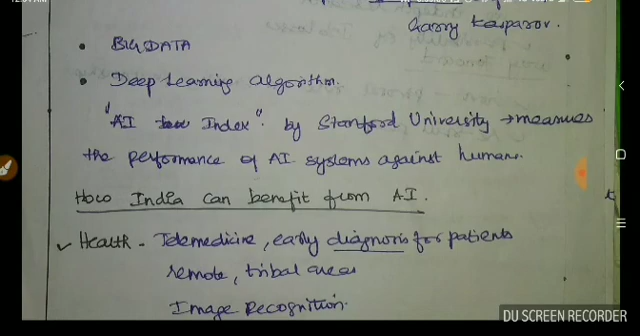 Garry Kasparov.
• BIG DATA
• Deep Learning algorithm.
"AI Index". by Stanford University → measures
the performance of AI systems against human.
How India can benefit from AI.
✓ Health - Telemedicine, early diagnosis for patients
remote, tribal areas
Image Recognition.
DU SCREEN RECORDER